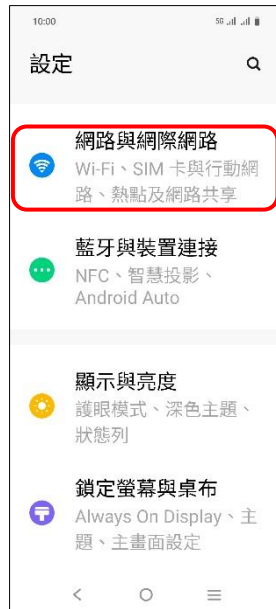 10:00
5G
設定
網路與網際網路
Wi-Fi、SIM 卡與行動網
路、熱點及網路共享
藍牙與裝置連接
NFC、智慧投影、
Android Auto
顯示與亮度
護眼模式、深色主題、
狀態列
鎖定螢幕與桌布
Always On Display、主
題、主畫面設定